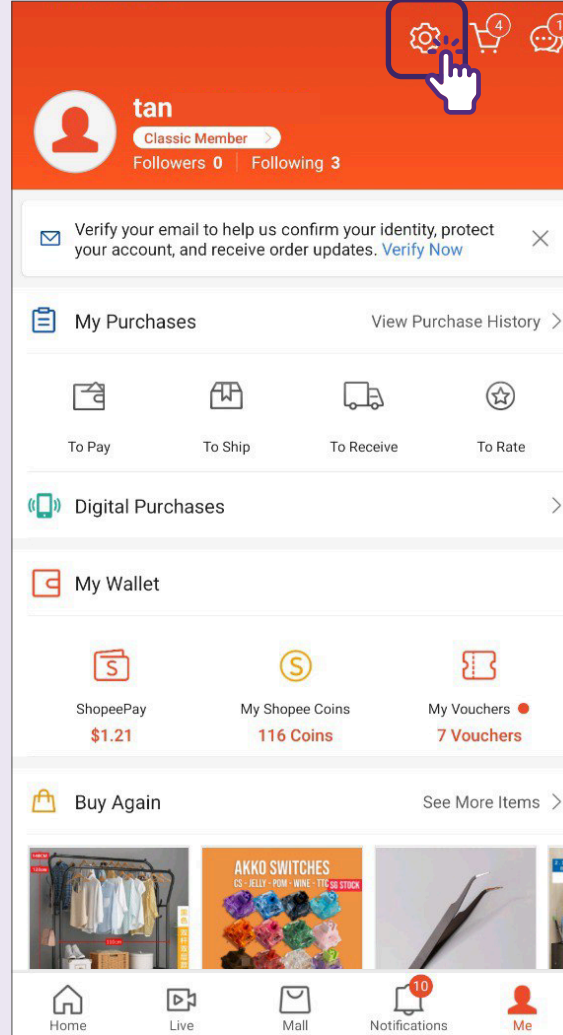 4
1
tan
Classic Member
Followers 0 Following 3
Verify your email to help us confirm your identity, protect
your account, and receive order updates. Verify Now
My Purchases View Purchase History
To Pay To Ship To Receive To Rate
Digital Purchases
My Wallet
ShopeePay My Shopee Coins My Vouchers
$1.21 116 Coins 7 Vouchers
Buy Again See More Items
AKKO SWITCHES
CS - JELLY - POM - WINE - TTC SG STOCK
10
Home Live Mall Notifications Me